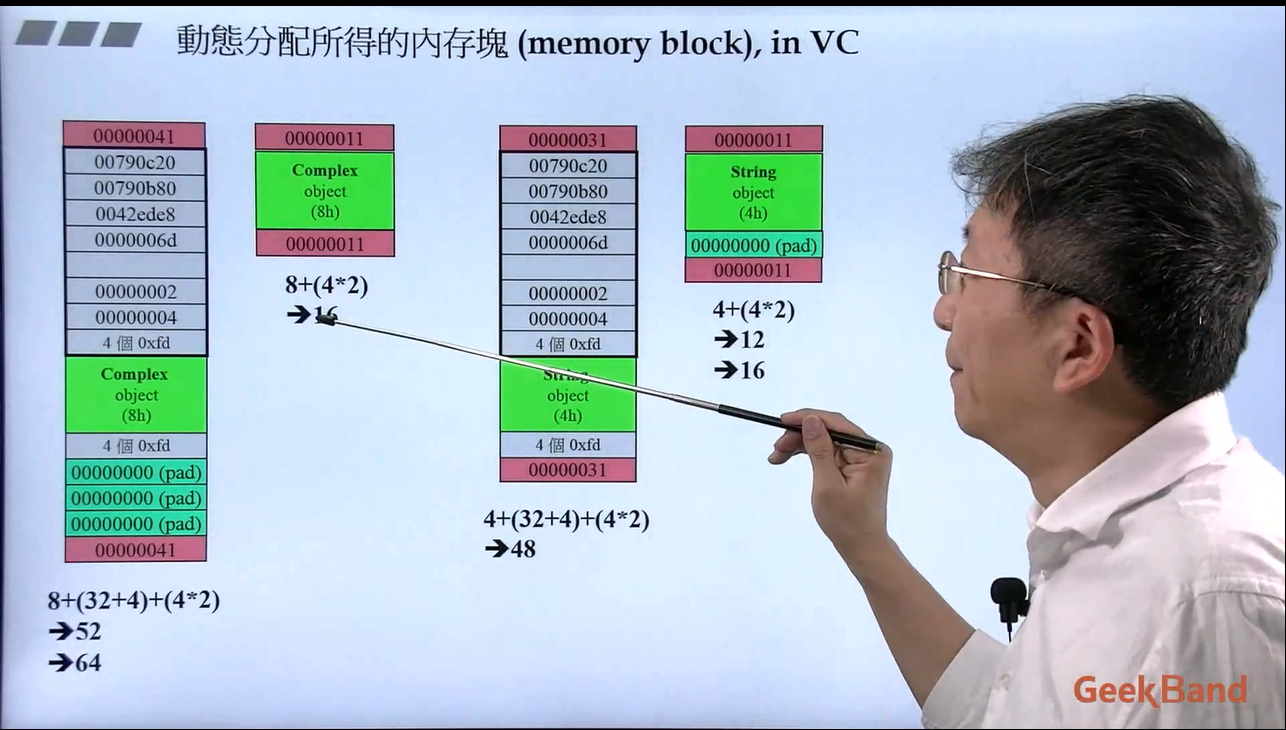 動態分配所得的內存塊 (memory block), in VC
00000041
00790c20
00790b80
0042ede8
0000006d
00000002
00000004
4 個 0xfd
Complex
object
(8h)
4 個 0xfd
00000000 (pad)
00000000 (pad)
00000000 (pad)
00000041
8+(32+4)+(4*2)
➔52
➔64
00000011
Complex
object
(8h)
00000011
8+(4*2)
➔16
00000031
00790c20
00790b80
0042ede8
0000006d
00000002
00000004
4 個 0xfd
String
object
(4h)
4 個 0xfd
00000031
4+(32+4)+(4*2)
➔48
00000011
String
object
(4h)
00000000 (pad)
00000011
4+(4*2)
➔12
➔16
GeekBand